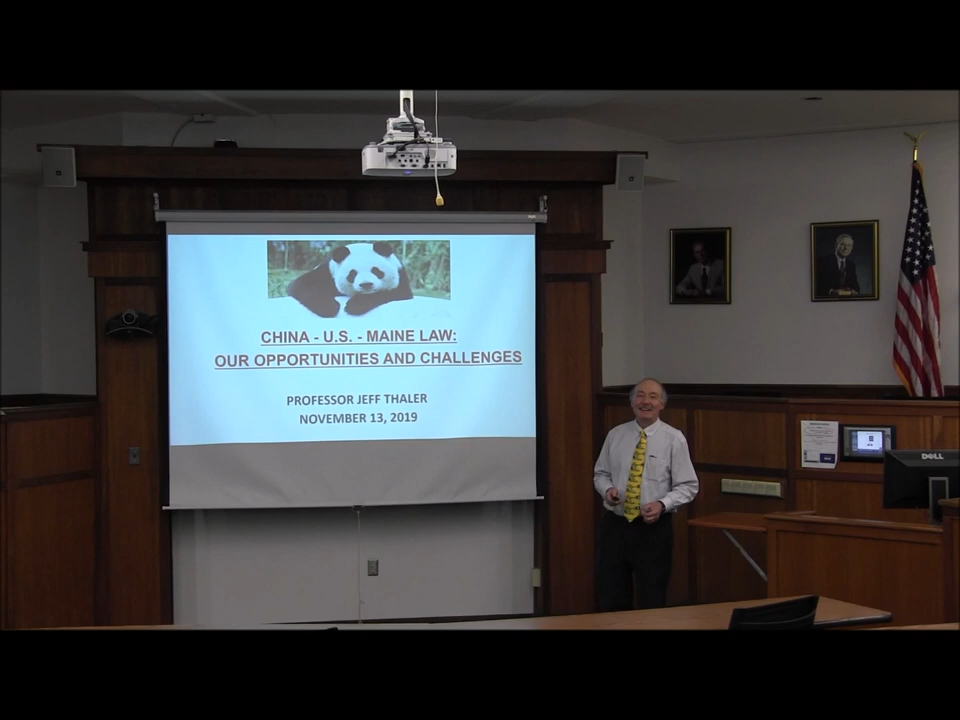 CHINA - U.S. - MAINE LAW:
OUR OPPORTUNITIES AND CHALLENGES
PROFESSOR JEFF THALER
NOVEMBER 13, 2019
DELL